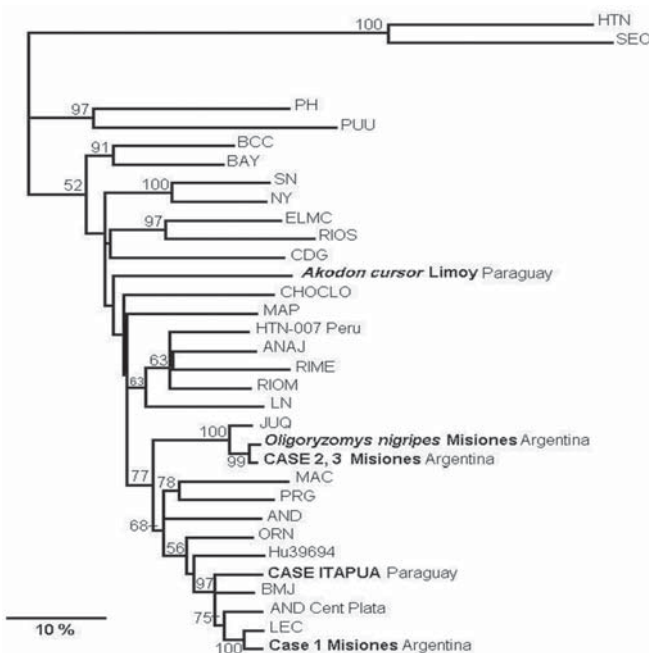 100
HTN
SEO
97
PH
PUU
91
BCC
BAY
52
100
SN
NY
97
ELMC
RIOS
CDG
Akodon cursor Limoy Paraguay
CHOCLO
MAP
HTN-007 Peru
63
ANAJ
RIME
63
RIOM
LN
JUQ
100
Oligoryzomys nigripes Misiones Argentina
99
CASE 2, 3 Misiones Argentina
77
78
MAC
PRG
68
AND
ORN
56
Hu39694
97
CASE ITAPUA Paraguay
BMJ
75
AND Cent Plata
LEC
100
Case 1 Misiones Argentina
10 %